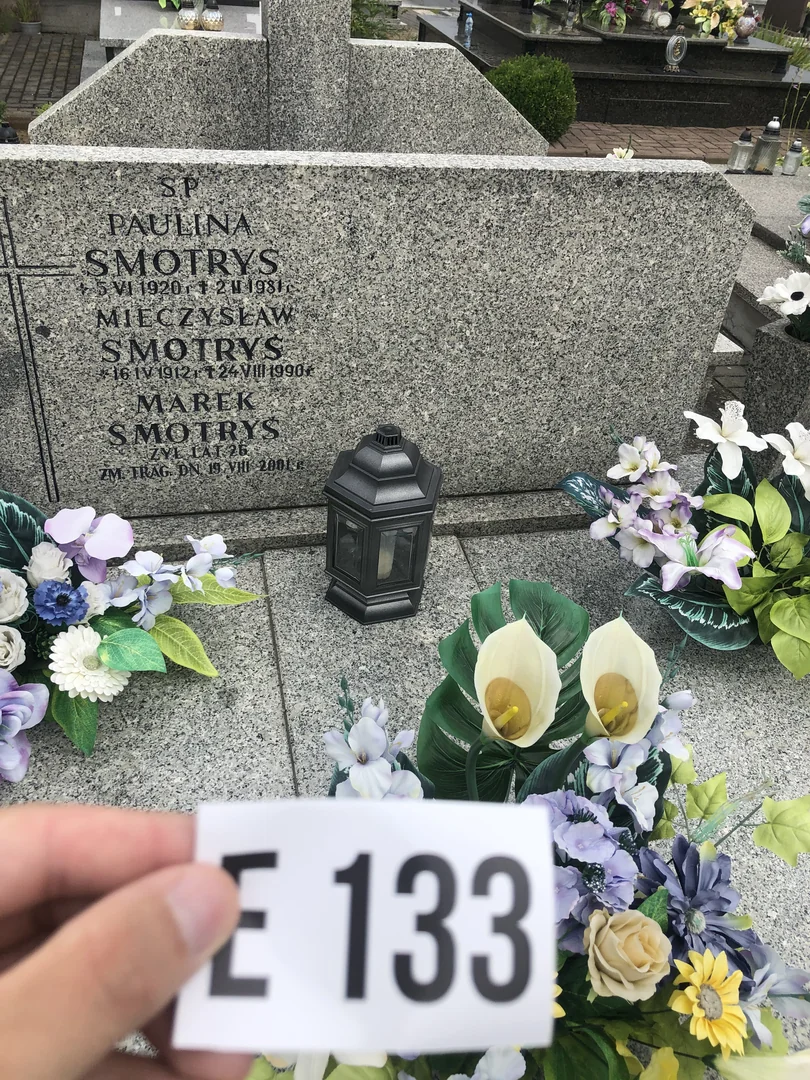 SP
PAULINA
SMOTRYS
* 5 VI 1920 r ✝ 2 II 1981 r
MIECZYSŁAW
SMOTRYS
*16 IV 1912 r ✝ 24 VIII 1990 r
MAREK
SMOTRYS
ŻYŁ LAT 26
ZM. TRAG. DN. 19. VIII 2001. r
E 133